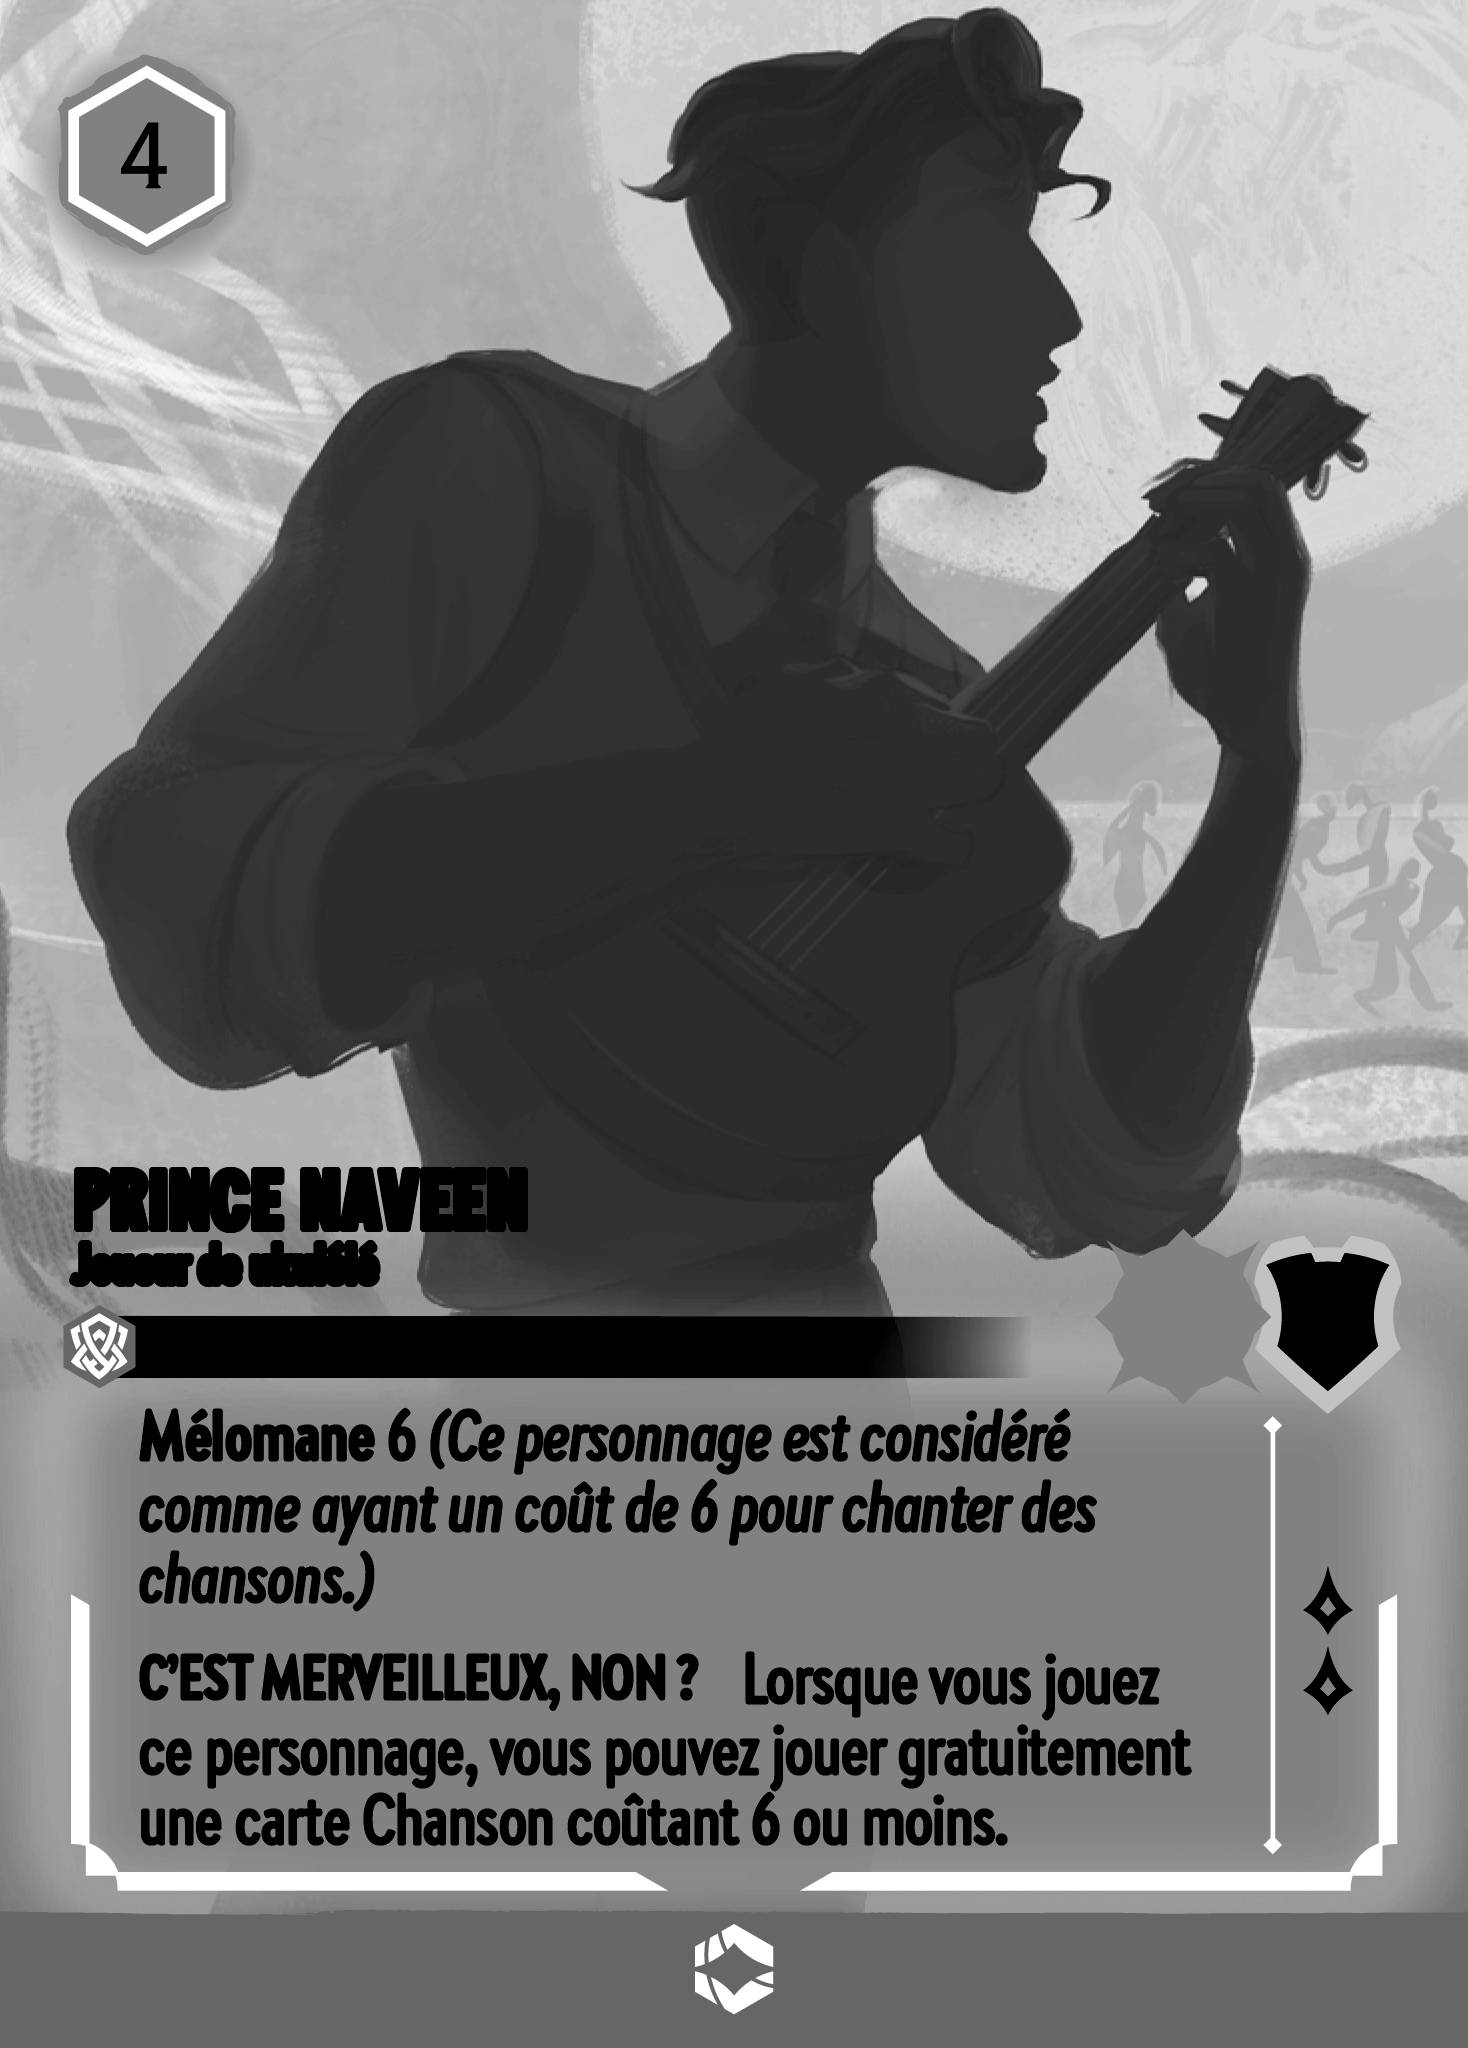 4
PRINCE NAVEEN
Joueur de ukulélé
Mélomane 6 (Ce personnage est considéré
comme ayant un coût de 6 pour chanter des
chansons.)
C’EST MERVEILLEUX, NON ? Lorsque vous jouez
ce personnage, vous pouvez jouer gratuitement
une carte Chanson coûtant 6 ou moins.